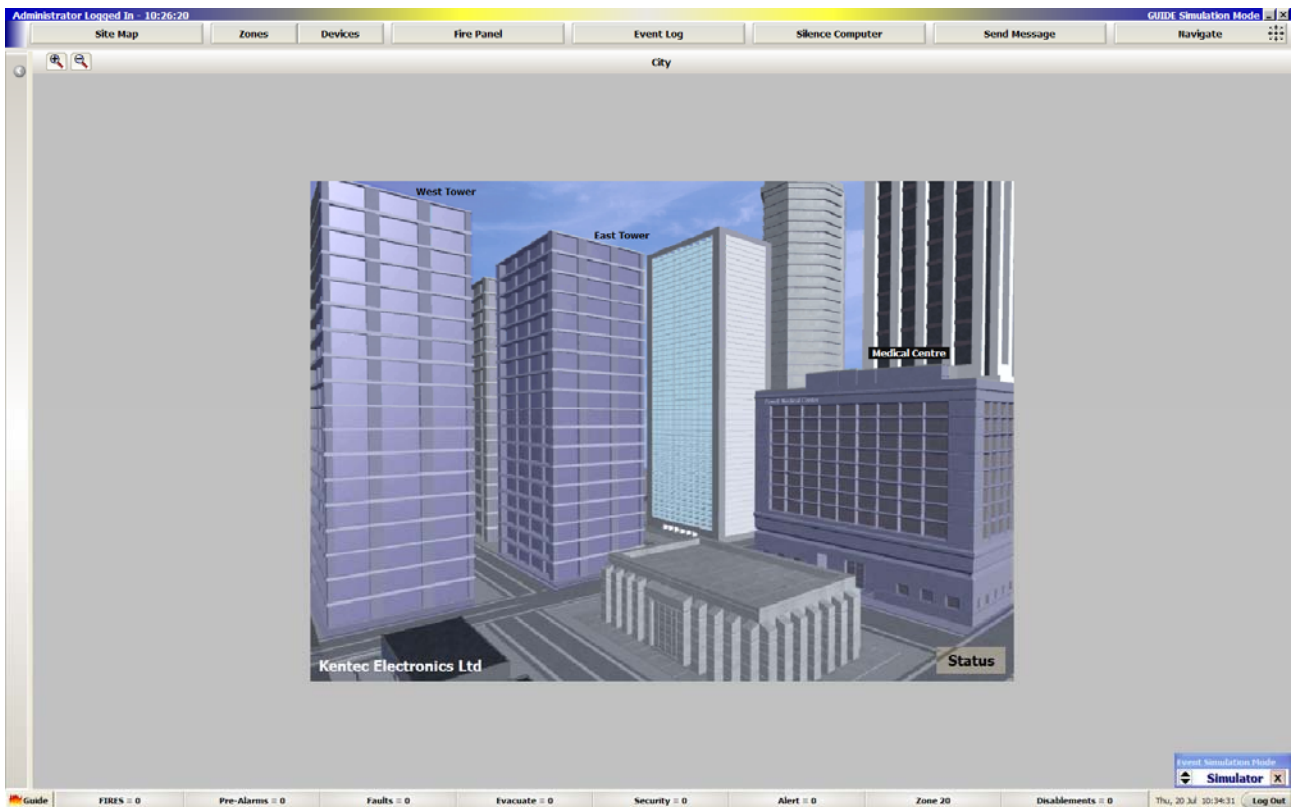 Administrator Logged In - 10:26:20
GUIDE Simulation Mode
Site Map
Zones
Devices
Fire Panel
Event Log
Silence Computer
Send Message
Navigate
City
West Tower
East Tower
Medical Centre
Kentec Electronics Ltd
Status
Event Simulation Mode
Simulator X
Guide
FIRES = 0
Pre-Alarms = 0
Faults = 0
Evacuate = 0
Security = 0
Alert = 0
Zone 20
Disablements = 0
Thu, 20 Jul 10:34:31
Log Out